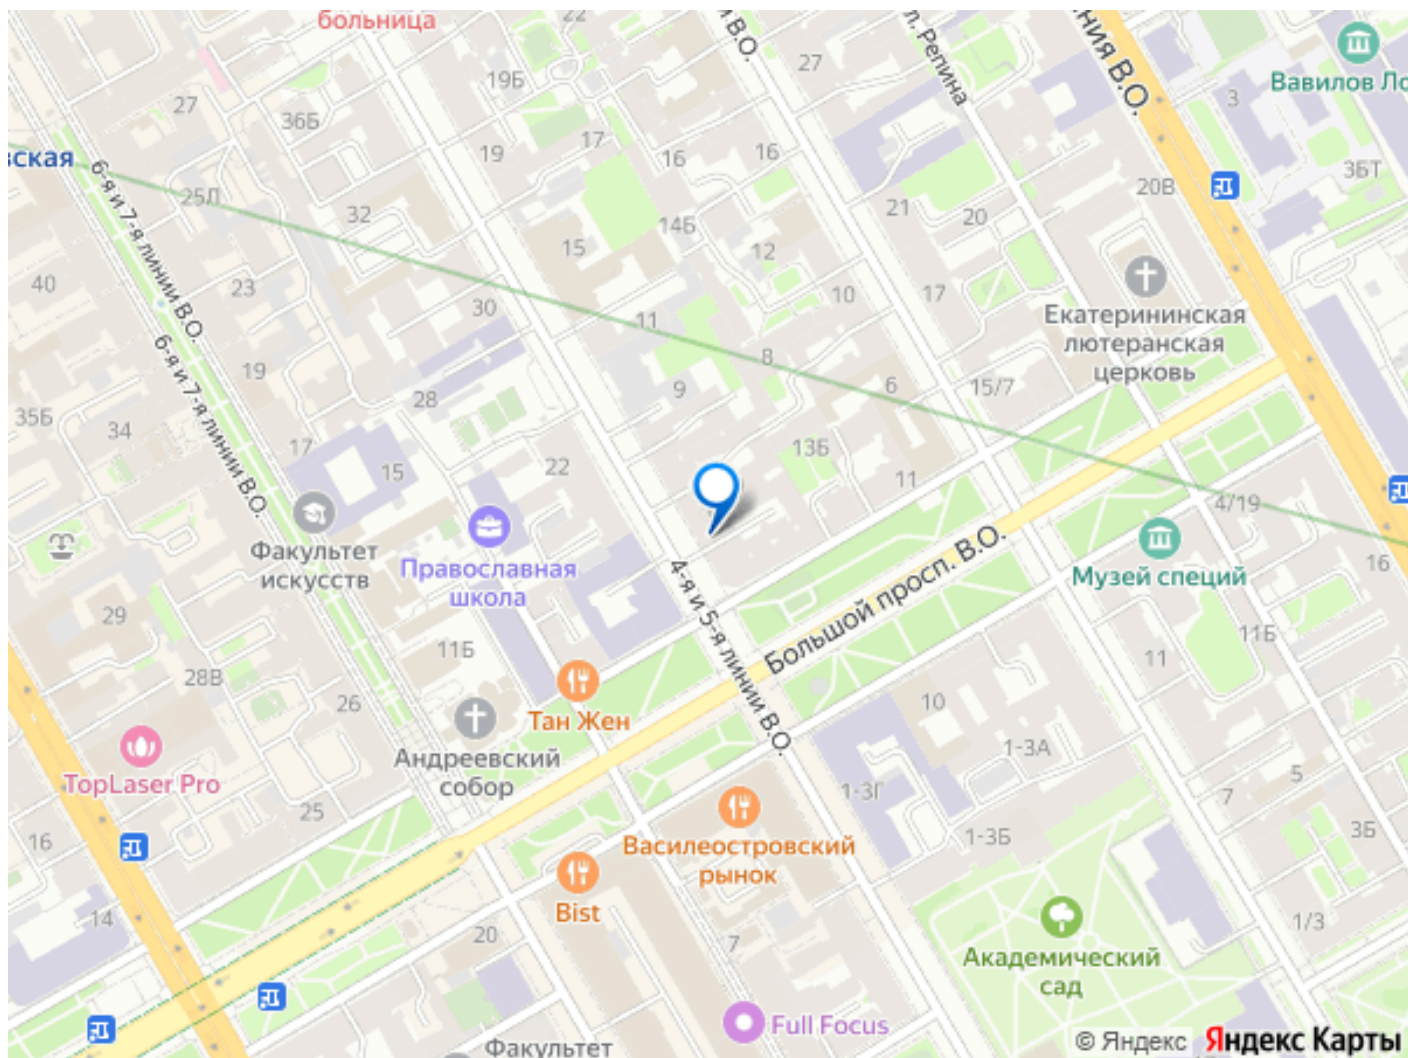 больница
22
27
19Б
36Б
19
17
16
16
27
6-я и 7-я линии В.О.
25Л
32
15
14Б
12
21
20
20В
3
3БТ
Вавилов Ло
ул. Репина
ния В.О.
и В.О.
вская
40
23
30
11
10
17
Екатерининская
лютеранская
церковь
6-я и 7-я линии В.О.
19
28
9
8
6
15/7
35Б
34
17
15
22
13Б
11
4/19
Факультет
искусств
Православная
школа
Музей специй
16
29
28В
11Б
26
4-я и 5-я линии В.О.
Большой просп. В.О.
11Б
11
10
Тан Жен
Андреевский
собор
TopLaser Pro
25
16
14
1-3А
1-3Г
1-3Б
5
7
3Б
1/3
Василеостровский
рынок
Bist
20
7
Академический
сад
Full Focus
Факультет
© Яндекс Яндекс Карты